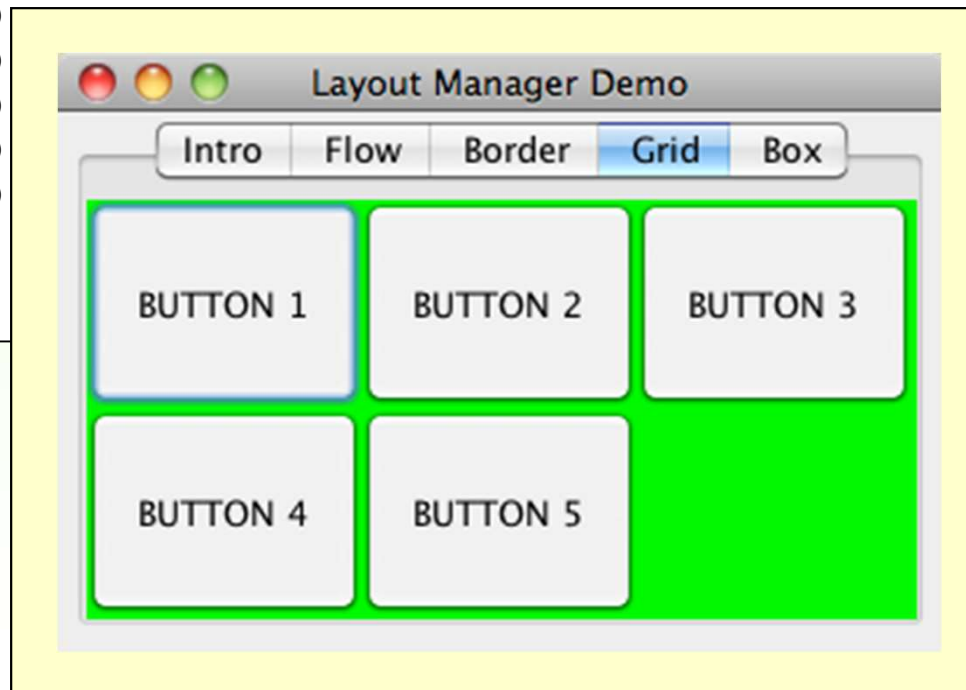 Layout Manager Demo
Intro Flow Border Grid Box
BUTTON 1 BUTTON 2 BUTTON 3
BUTTON 4 BUTTON 5